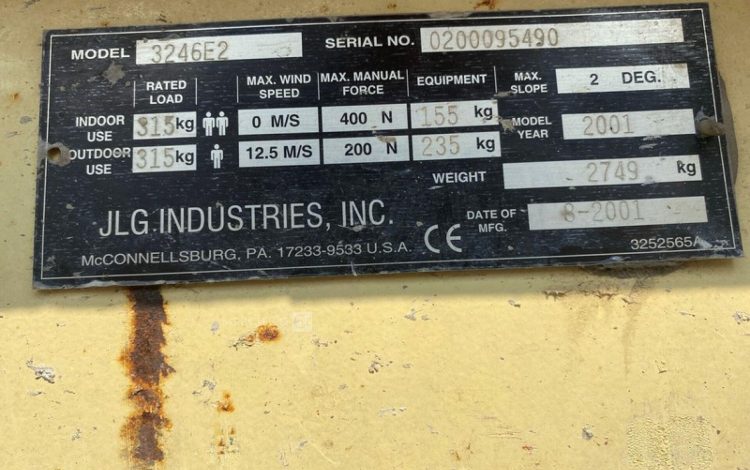 MODEL 3246E2 SERIAL NO. 0200095490
RATED LOAD MAX. WIND SPEED MAX. MANUAL FORCE EQUIPMENT MAX. SLOPE 2 DEG.
INDOOR USE 315 kg 0 M/S 400 N 155 kg MODEL YEAR 2001
OUTDOOR USE 315 kg 12.5 M/S 200 N 235 kg
WEIGHT 2749 kg
JLG INDUSTRIES, INC. DATE OF MFG. 8-2001
McCONNELLSBURG, PA. 17233-9533 U.S.A. CE 3252565A